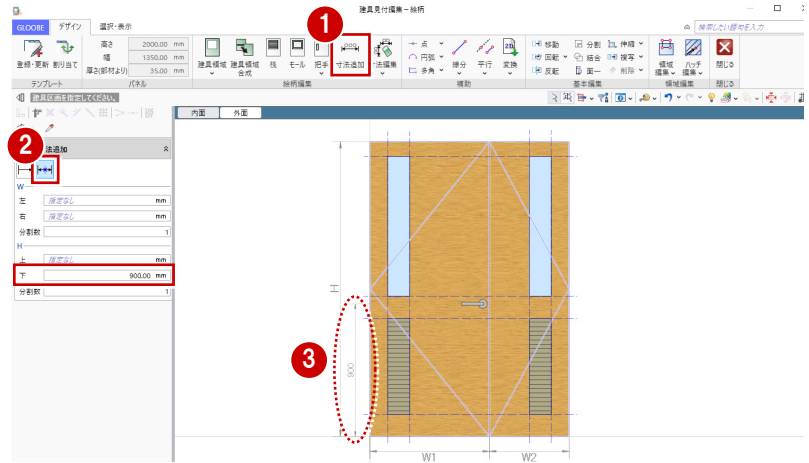 建具見付編集－絵柄
GLOOBE デザイン 選択・表示
検索したい語句を入力
高さ 2000.00 mm
幅 1350.00 mm
厚さ(部材より) 35.00 mm
登録・更新 割り当て
建具領域 建具領域合成 桟 モール 把手 寸法追加 寸法編集
点 円弧 多角 線分 平行 変換
移動 回転 反転 分割 結合 面一 伸縮 複写 削除
領域編集 ハッチ編集 閉じる
テンプレート パネル 絵柄編集 補助 基本編集 領域編集 閉じる
建具区画を指定してください。
内面 外面
法追加
W
左 指定なし mm
右 指定なし mm
分割数 1
H
上 指定なし mm
下 900.00 mm
分割数 1
1
2
3
H
900
W1 W2